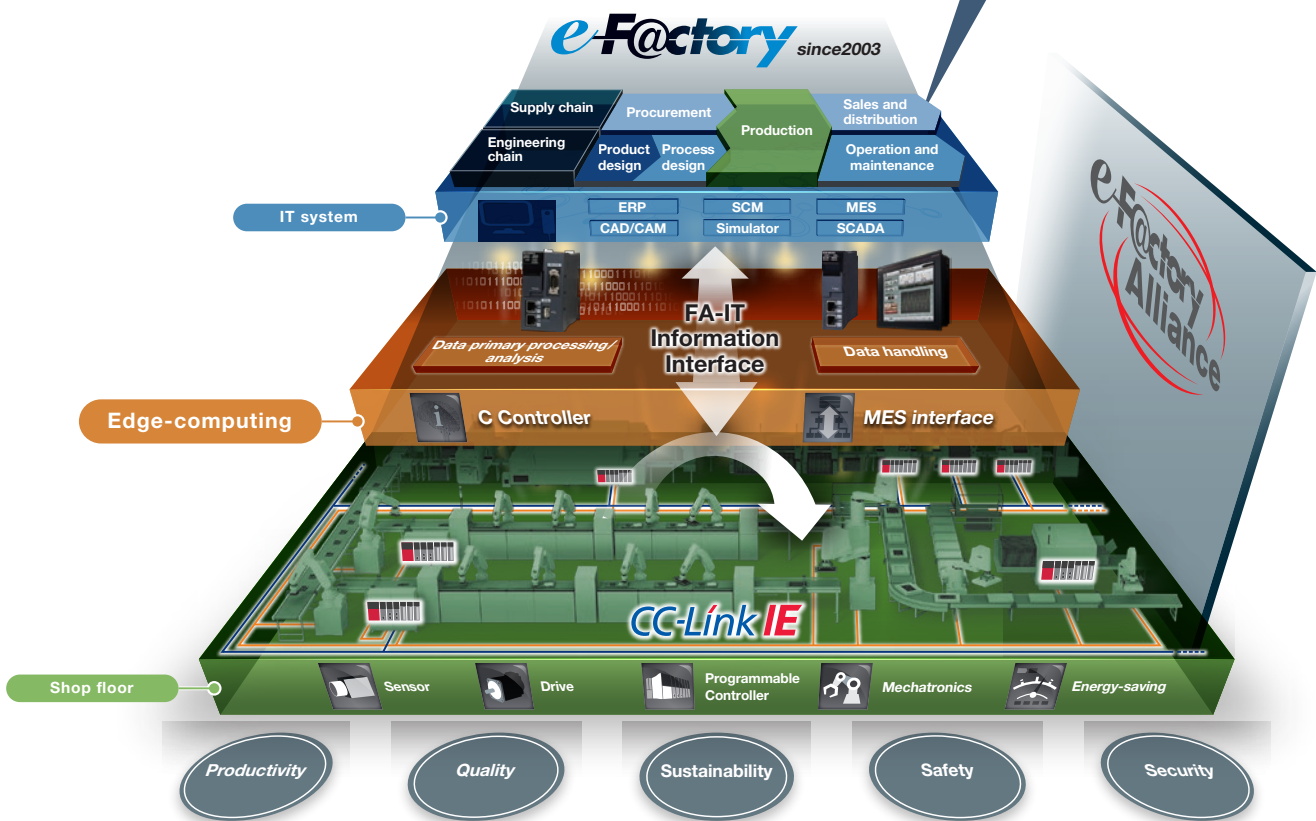 e-F@ctory since2003
Supply chain
Procurement
Production
Sales and
distribution
Engineering
chain
Product
design
Process
design
Operation and
maintenance
IT system
ERP
SCM
MES
CAD/CAM
Simulator
SCADA
e-F@ctory
Alliance
FA-IT
Information
Interface
Data primary processing/
analysis
Data handling
Edge-computing
C Controller
MES interface
CC-Link IE
Shop floor
Sensor
Drive
Programmable
Controller
Mechatronics
Energy-saving
Productivity
Quality
Sustainability
Safety
Security